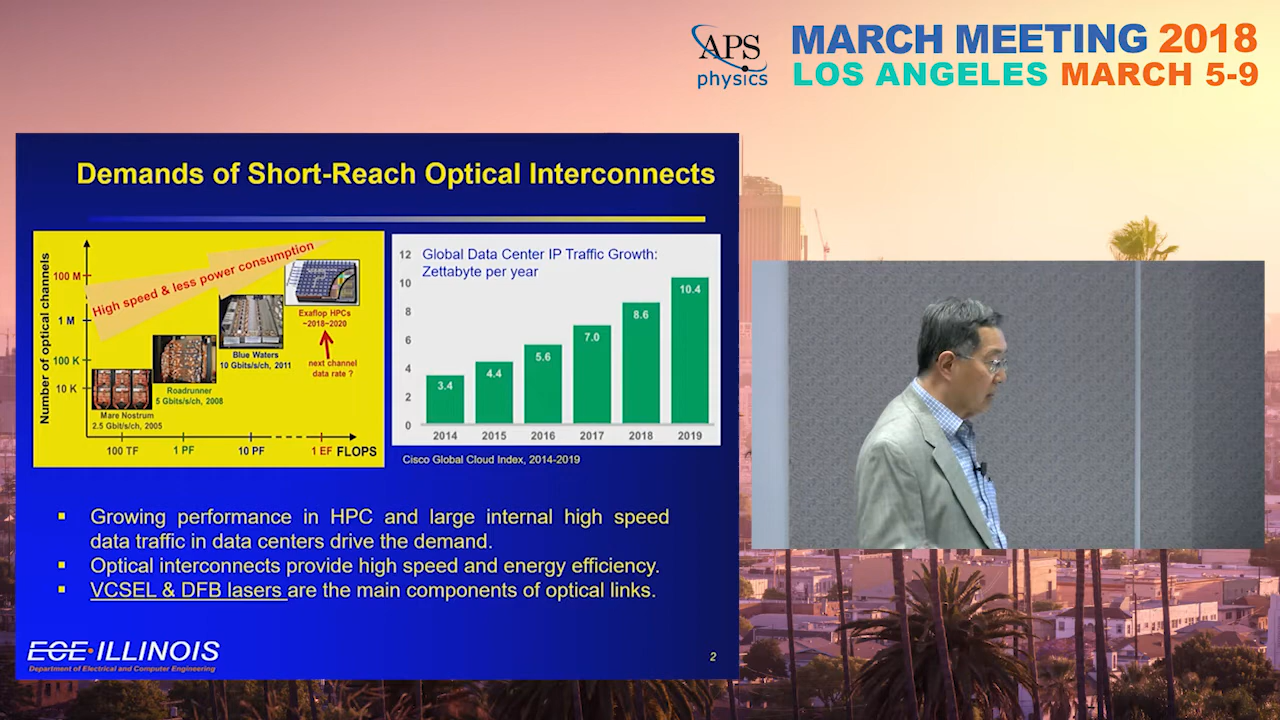 APS
physics
MARCH MEETING 2018
LOS ANGELES MARCH 5-9
Demands of Short-Reach Optical Interconnects
Number of optical channels
100 M
1 M
100 K
10 K
High speed & less power consumption
Mare Nostrum
2.5 Gbit/s/ch, 2005
Roadrunner
5 Gbits/s/ch, 2008
Blue Waters
10 Gbits/s/ch, 2011
Exaflop HPCs
~2018~2020
next channel
data rate ?
100 TF
1 PF
10 PF
1 EF
FLOPS
Global Data Center IP Traffic Growth:
Zettabyte per year
12
10
8
6
4
2
0
3.4
4.4
5.6
7.0
8.6
10.4
2014
2015
2016
2017
2018
2019
Cisco Global Cloud Index, 2014-2019
▪ Growing performance in HPC and large internal high speed
data traffic in data centers drive the demand.
▪ Optical interconnects provide high speed and energy efficiency.
▪ VCSEL & DFB lasers are the main components of optical links.
ECE ILLINOIS
Department of Electrical and Computer Engineering
2